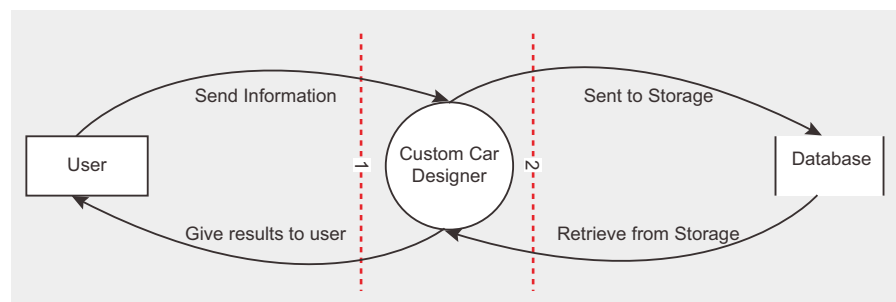 Send Information
Sent to Storage
User
1
Custom Car
Designer
2
Database
Give results to user
Retrieve from Storage